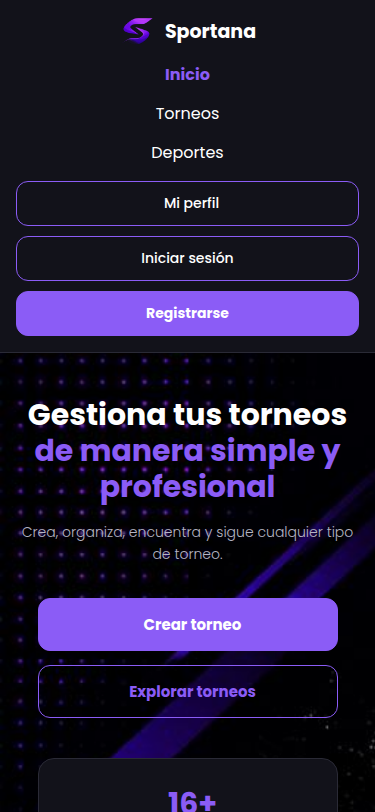 Sportana
Inicio
Torneos
Deportes
Mi perfil
Iniciar sesión
Registrarse
Gestiona tus torneos
de manera simple y
profesional
Crea, organiza, encuentra y sigue cualquier tipo
de torneo.
Crear torneo
Explorar torneos
16+